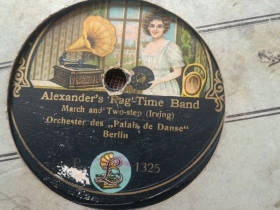 Alexander's Rag-Time Band
March and Two-step (Irving)
Orchester des „Palais de Danse“
Berlin
1325